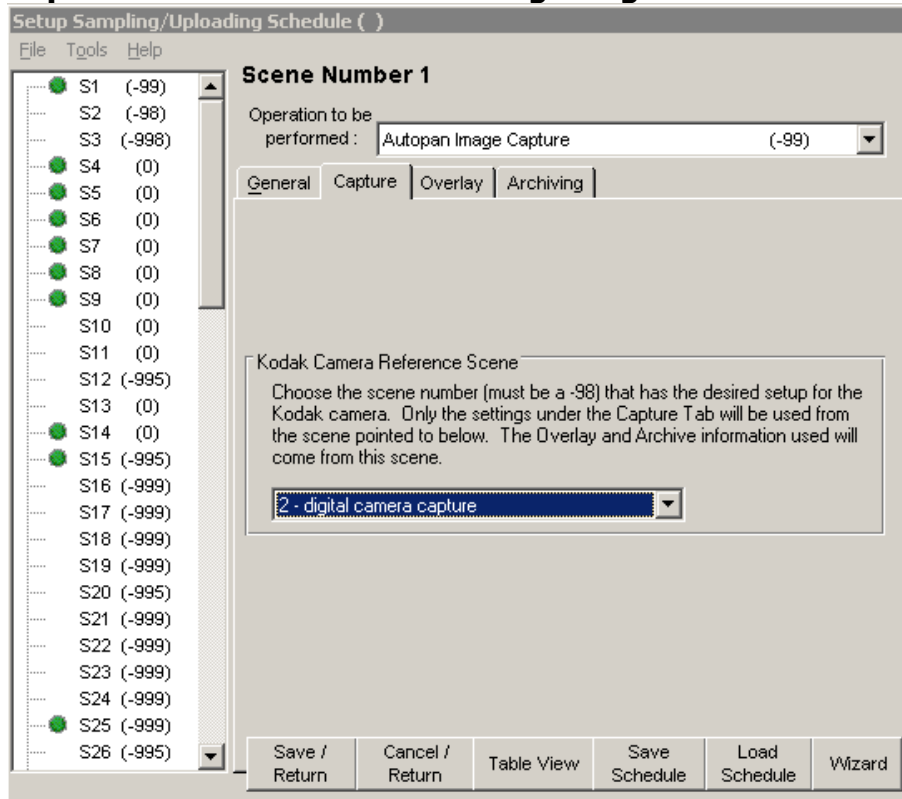 Setup Sampling/Uploading Schedule ( )
File Tools Help
S1 (-99)
S2 (-98)
S3 (-998)
S4 (0)
S5 (0)
S6 (0)
S7 (0)
S8 (0)
S9 (0)
S10 (0)
S11 (0)
S12 (-995)
S13 (0)
S14 (0)
S15 (-995)
S16 (-999)
S17 (-999)
S18 (-999)
S19 (-999)
S20 (-995)
S21 (-999)
S22 (-999)
S23 (-999)
S24 (-999)
S25 (-999)
S26 (-995)
Scene Number 1
Operation to be
performed : Autopan Image Capture (-99)
General Capture Overlay Archiving
Kodak Camera Reference Scene
Choose the scene number (must be a -98) that has the desired setup for the
Kodak camera. Only the settings under the Capture Tab will be used from
the scene pointed to below. The Overlay and Archive information used will
come from this scene.
2 - digital camera capture
Save / Return
Cancel / Return
Table View
Save Schedule
Load Schedule
Wizard